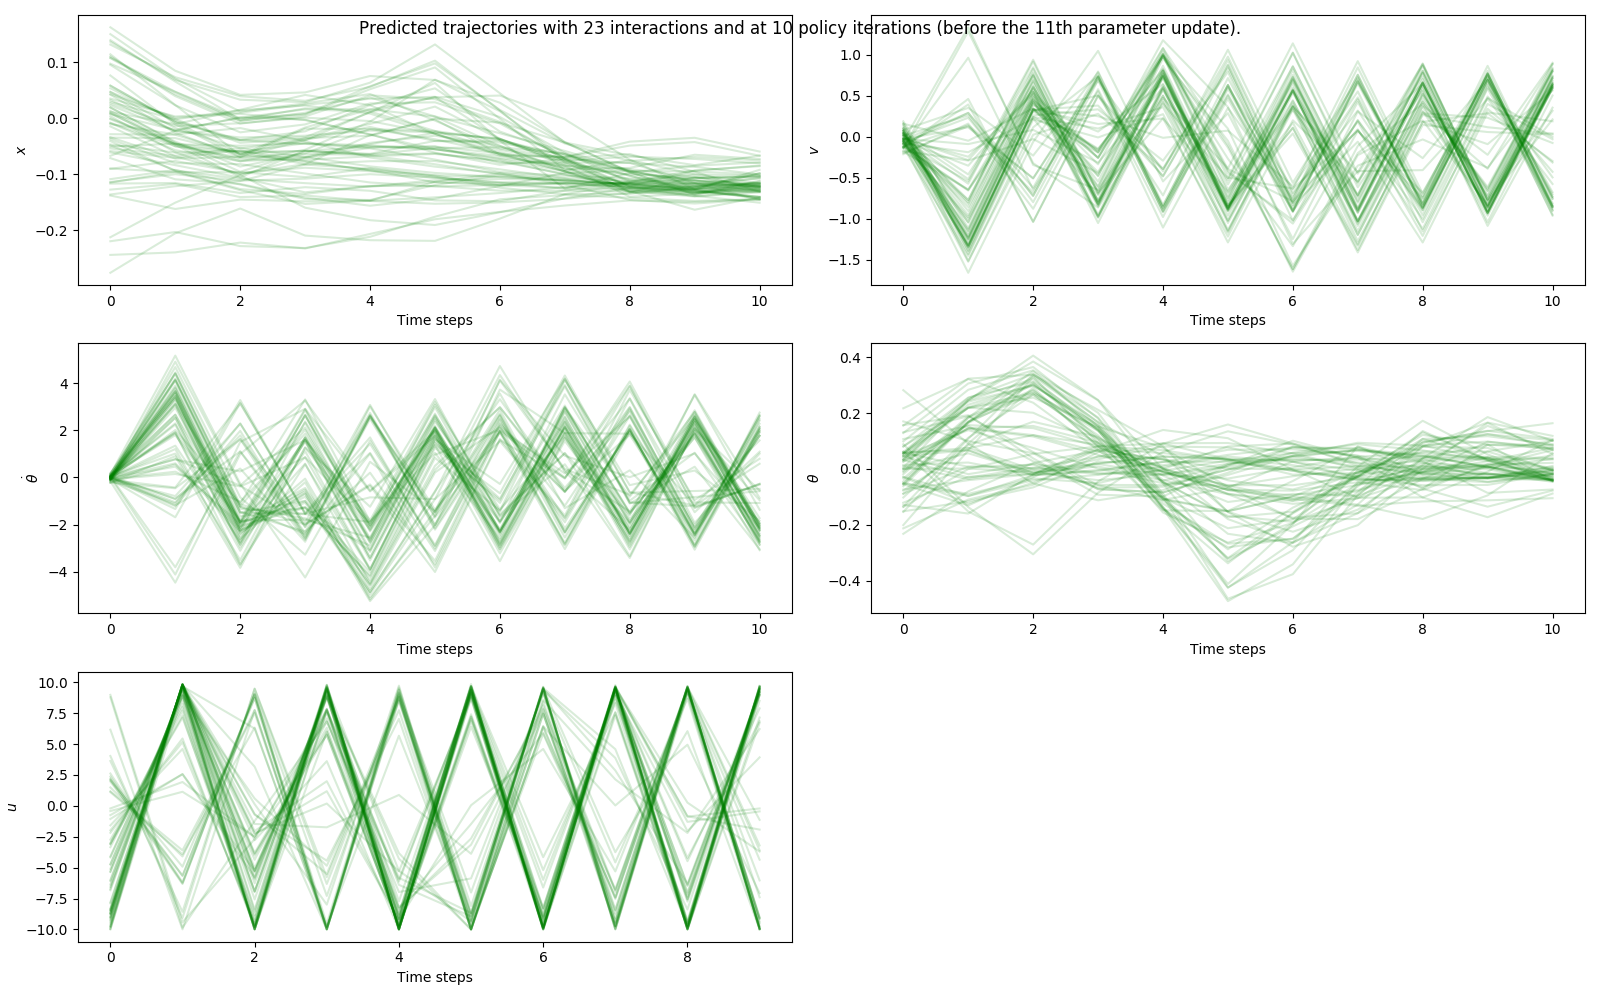 Predicted trajectories with 23 interactions and at 10 policy iterations (before the 11th parameter update).
0.1
0.0
−0.1
−0.2
x
0 2 4 6 8 10
Time steps
1.0
0.5
0.0
−0.5
−1.0
−1.5
v
0 2 4 6 8 10
Time steps
4
2
0
−2
−4
θ̇
0 2 4 6 8 10
Time steps
0.4
0.2
0.0
−0.2
−0.4
θ
0 2 4 6 8 10
Time steps
10.0
7.5
5.0
2.5
0.0
−2.5
−5.0
−7.5
−10.0
u
0 2 4 6 8
Time steps